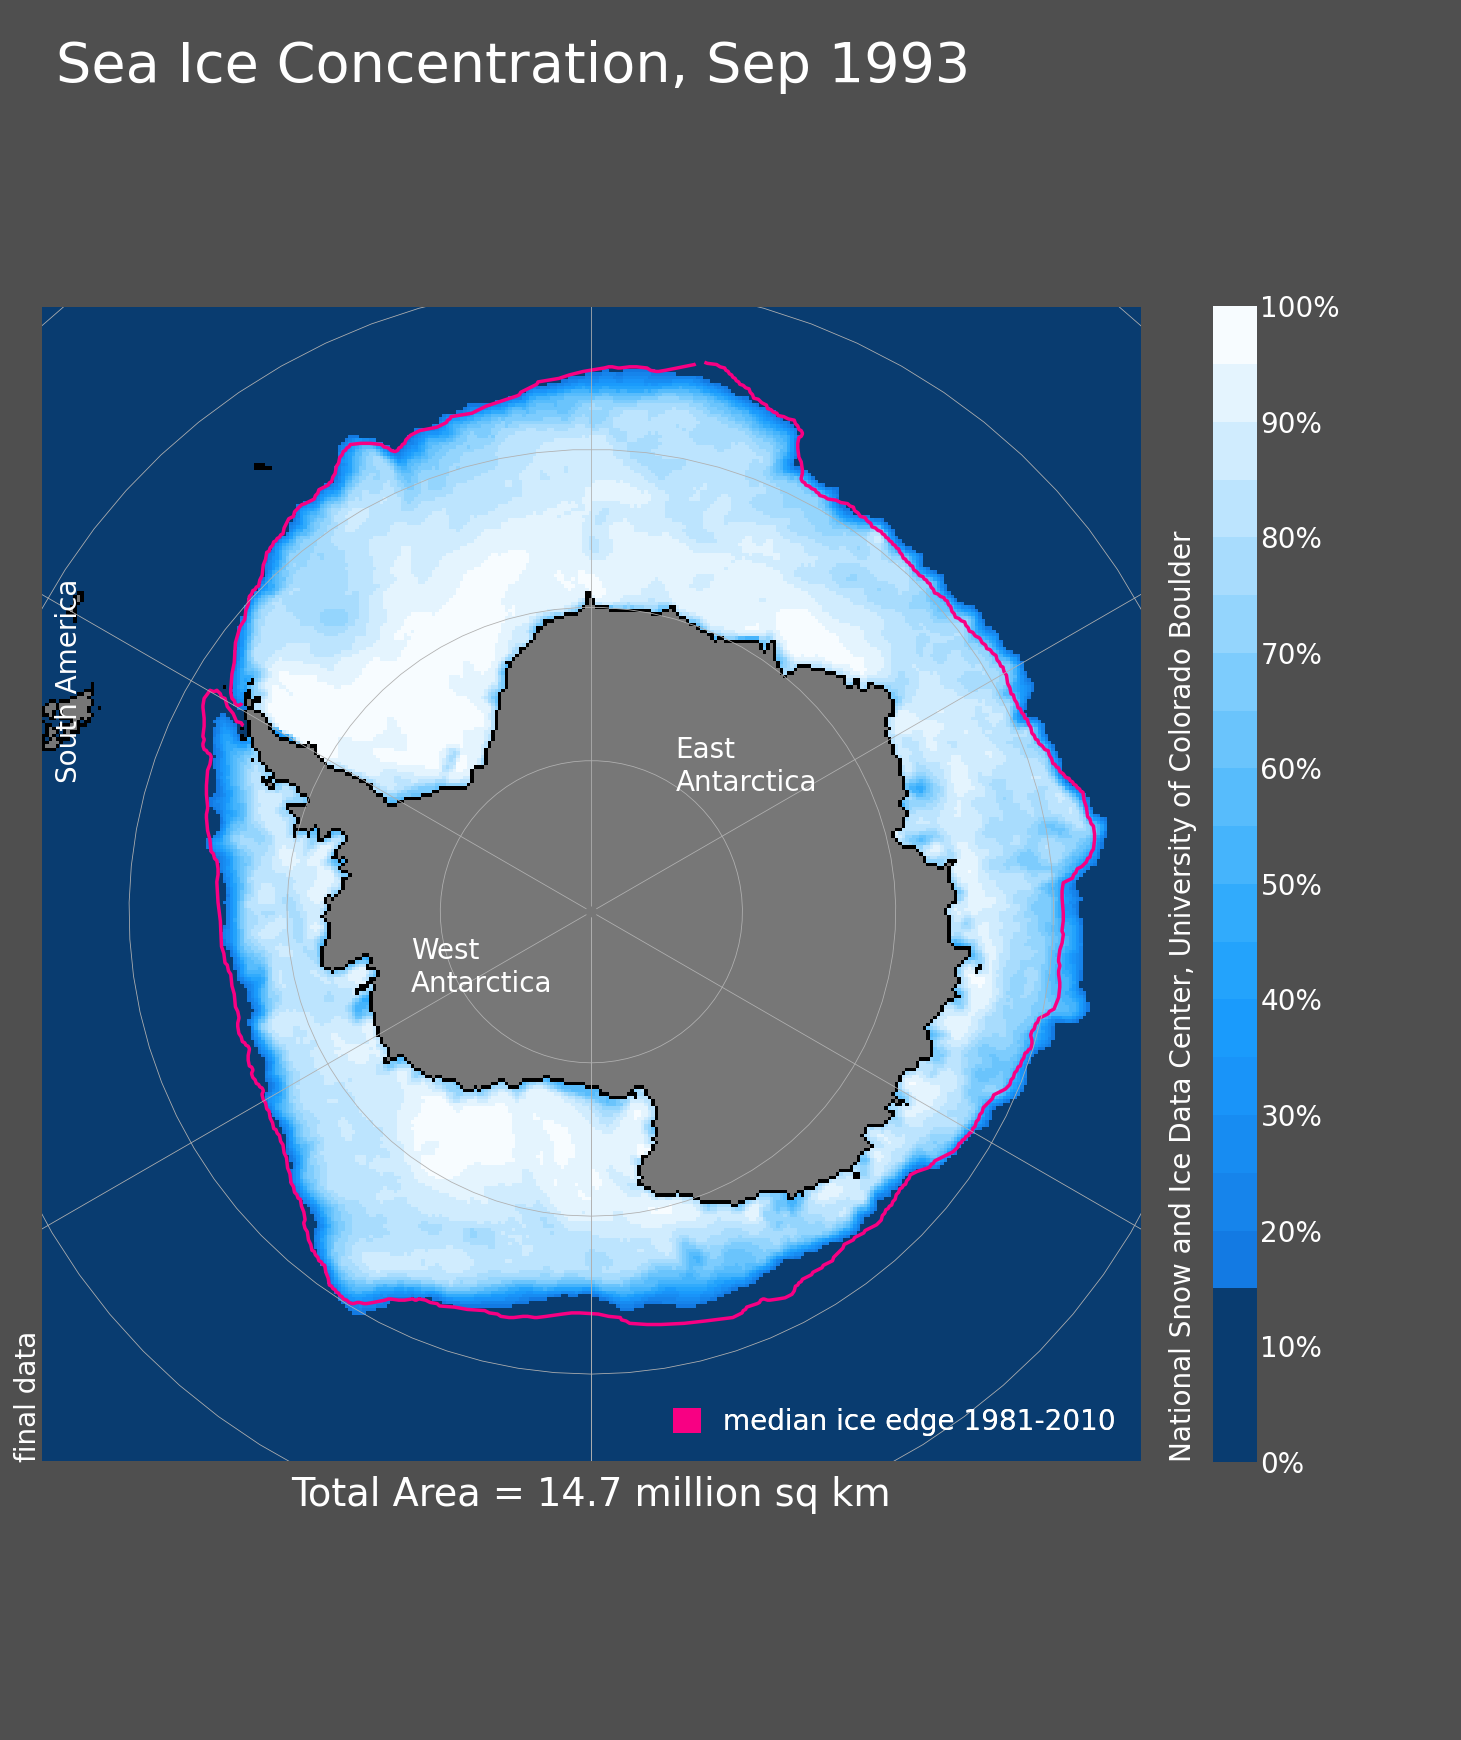 Sea Ice Concentration, Sep 1993
South America
East
Antarctica
West
Antarctica
final data
median ice edge 1981-2010
Total Area = 14.7 million sq km
National Snow and Ice Data Center, University of Colorado Boulder
100%
90%
80%
70%
60%
50%
40%
30%
20%
10%
0%